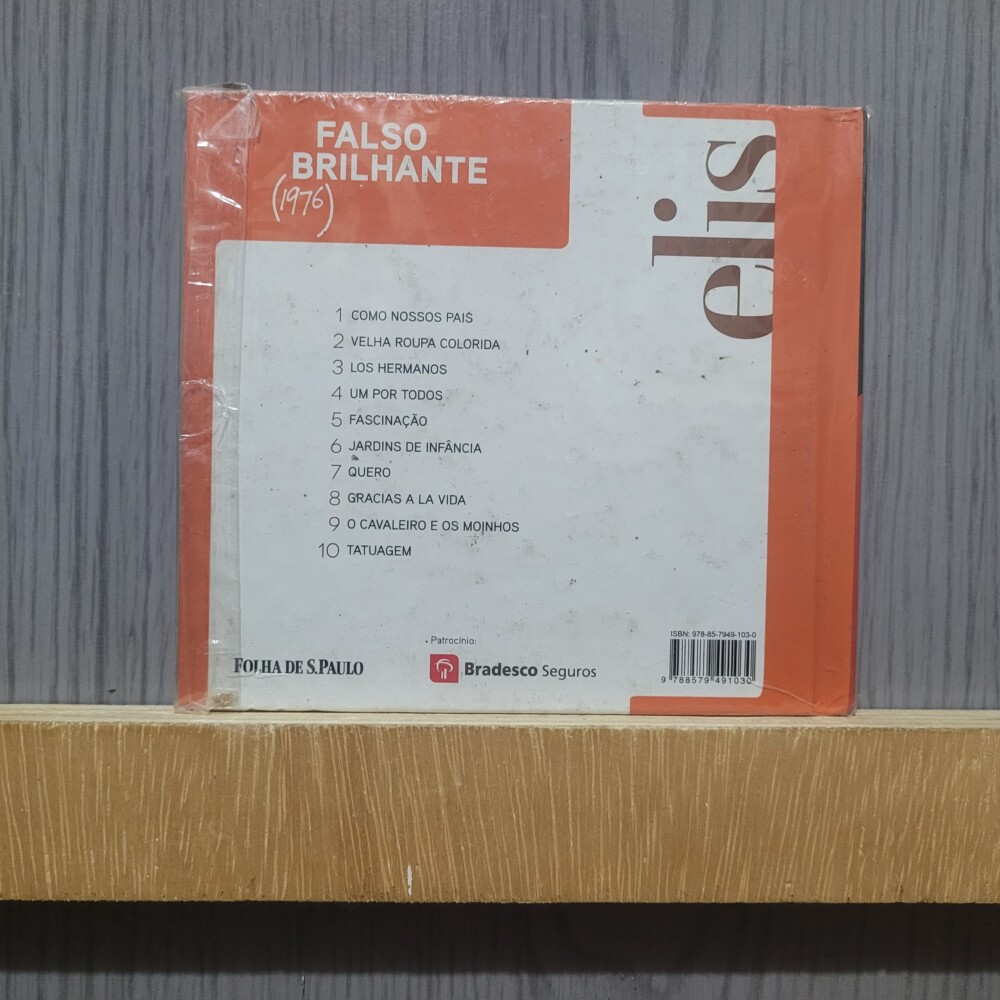 FALSO
BRILHANTE
(1976)
elis
1 COMO NOSSOS PAIS
2 VELHA ROUPA COLORIDA
3 LOS HERMANOS
4 UM POR TODOS
5 FASCINAÇÃO
6 JARDINS DE INFÂNCIA
7 QUERO
8 GRACIAS A LA VIDA
9 O CAVALEIRO E OS MOINHOS
10 TATUAGEM
Patrocínio:
FOLHA DE S.PAULO
Bradesco Seguros
ISBN: 978-85-7949-103-0
9 788579 491030